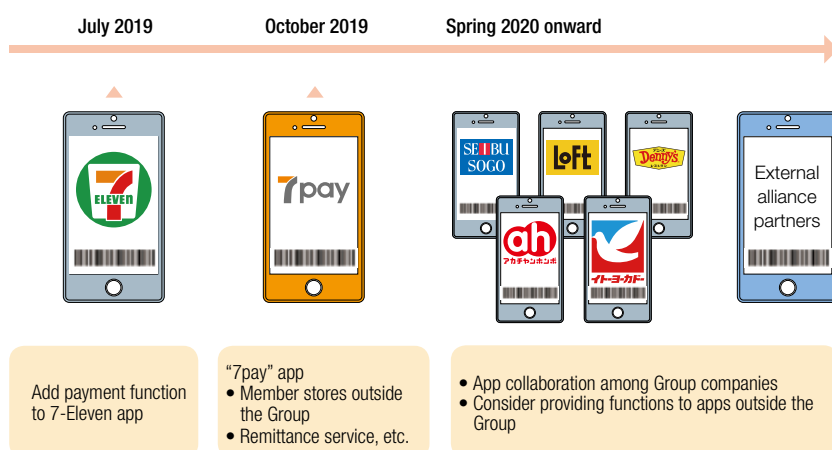 July 2019
October 2019
Spring 2020 onward
7
ELEVEn
7pay
SEIBU
SOGO
LOFT
Denny's
ah
アカチャンホンポ
イトーヨーカドー
External
alliance
partners
Add payment function
to 7-Eleven app
“7pay” app
• Member stores outside
the Group
• Remittance service, etc.
• App collaboration among Group companies
• Consider providing functions to apps outside the
Group